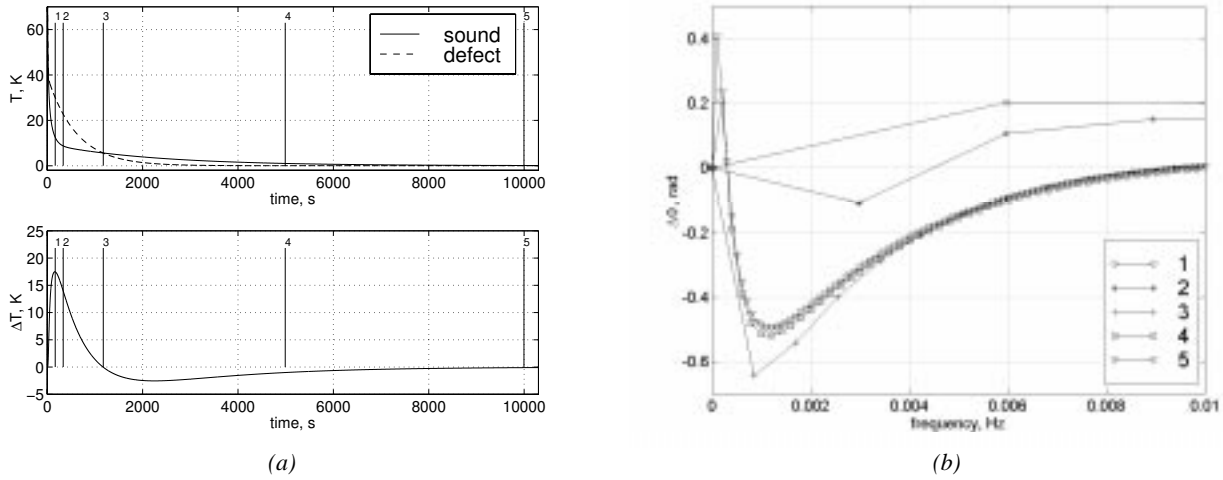 1 2 3 4 5
sound
defect
60
40
20
0
T, K
0 2000 4000 6000 8000 10000
time, s
1 2 3 4 5
25
20
15
10
5
0
−5
ΔT, K
0 2000 4000 6000 8000 10000
time, s
(a)
0.4
0.2
0
-0.2
-0.4
-0.6
ΔΦ, rad
1
2
3
4
5
0 0.002 0.004 0.006 0.008 0.01
frequency, Hz
(b)